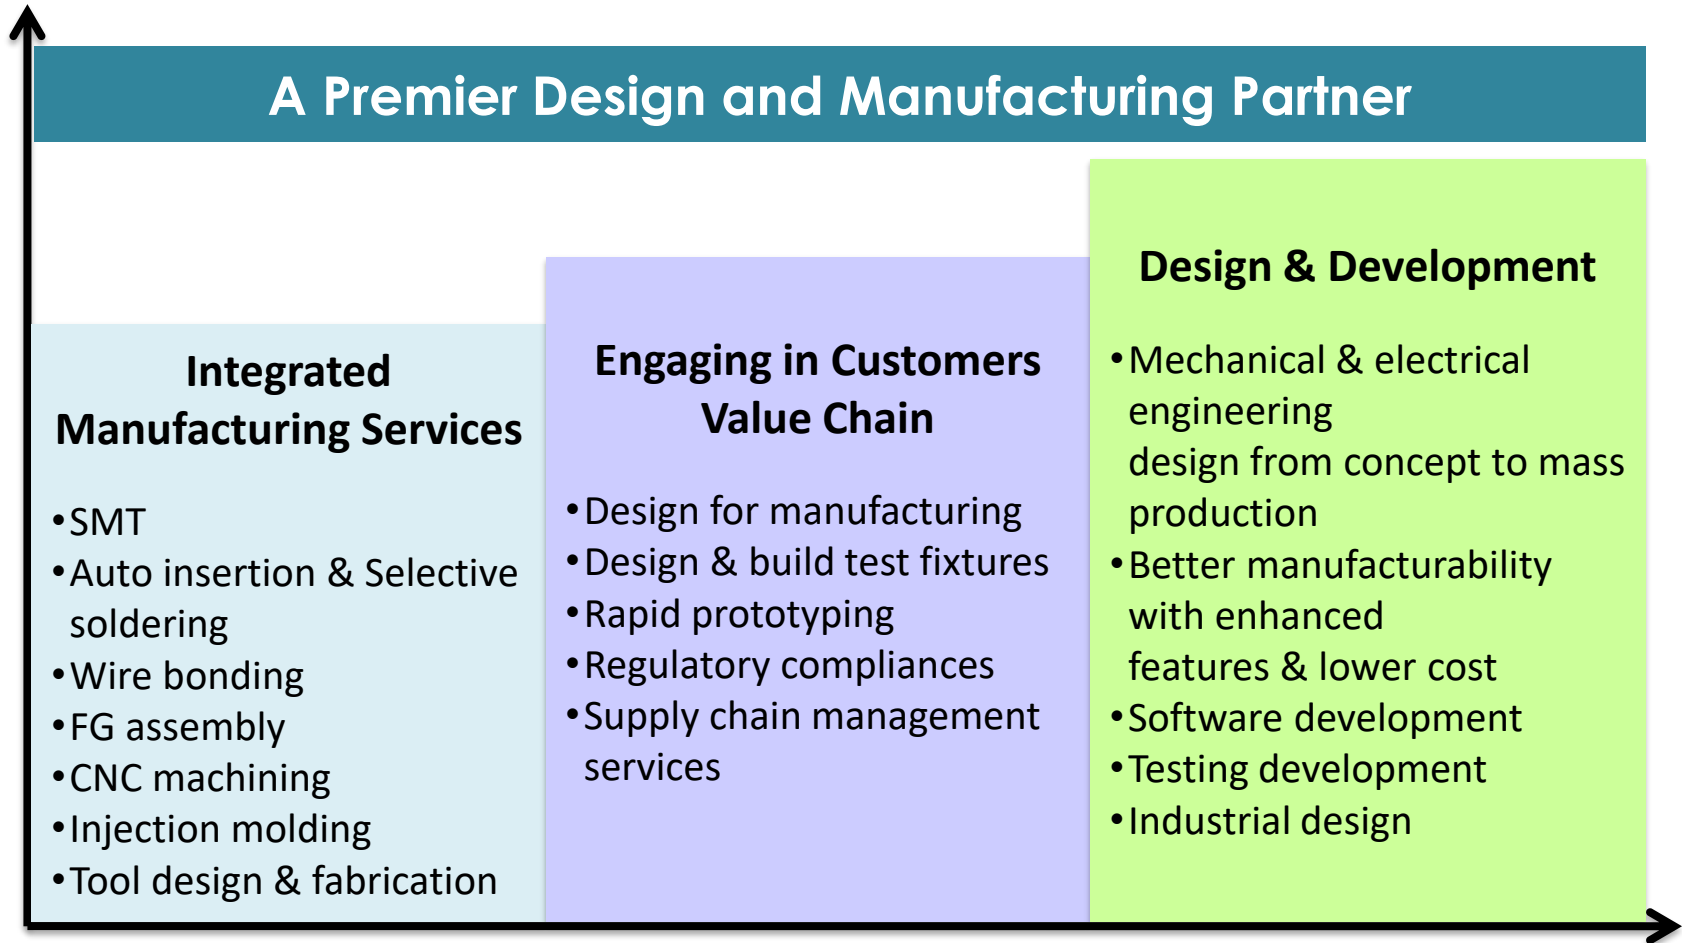 A Premier Design and Manufacturing Partner
Integrated
Manufacturing Services
•SMT
•Auto insertion & Selective
soldering
•Wire bonding
•FG assembly
•CNC machining
•Injection molding
•Tool design & fabrication
Engaging in Customers
Value Chain
•Design for manufacturing
•Design & build test fixtures
•Rapid prototyping
•Regulatory compliances
•Supply chain management
services
Design & Development
•Mechanical & electrical
engineering
design from concept to mass
production
•Better manufacturability
with enhanced
features & lower cost
•Software development
•Testing development
•Industrial design